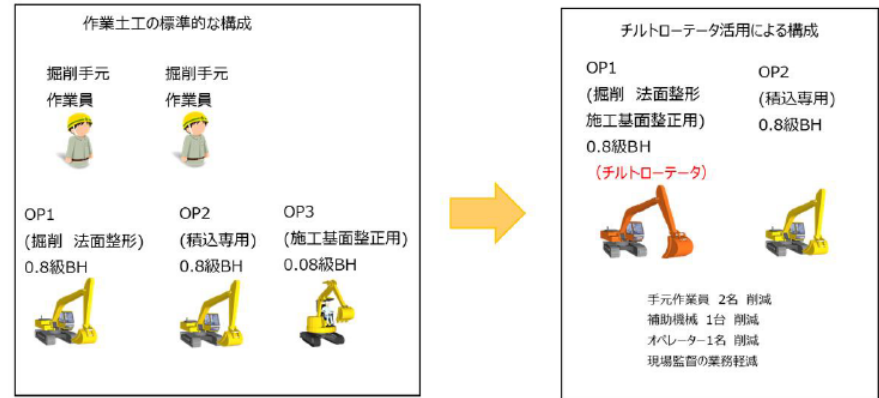 作業土工の標準的な構成
掘削手元
作業員
掘削手元
作業員
OP1
(掘削 法面整形)
0.8級BH
OP2
(積込専用)
0.8級BH
OP3
(施工基面整正用)
0.08級BH
チルトローテータ活用による構成
OP1
(掘削 法面整形
施工基面整正用)
0.8級BH
(チルトローテータ)
OP2
(積込専用)
0.8級BH
手元作業員 2名 削減
補助機械 1台 削減
オペレーター1名 削減
現場監督の業務軽減